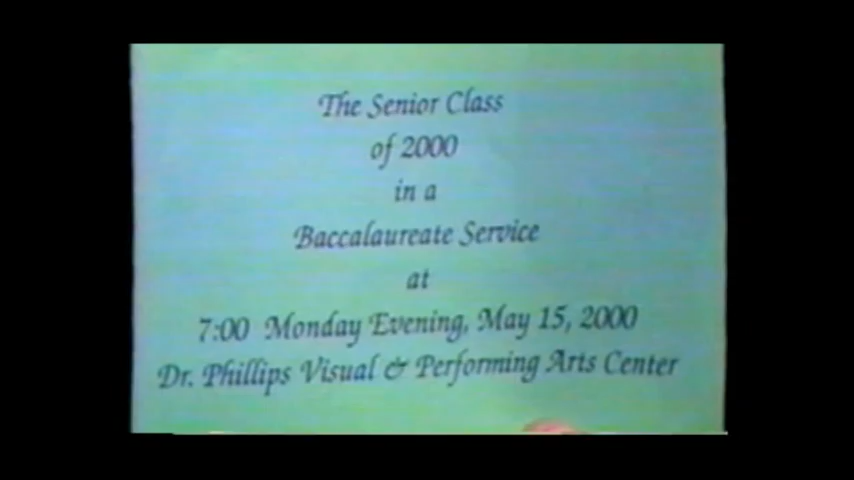 The Senior Class
of 2000
in a
Baccalaureate Service
at
7:00 Monday Evening, May 15, 2000
Dr. Phillips Visual & Performing Arts Center